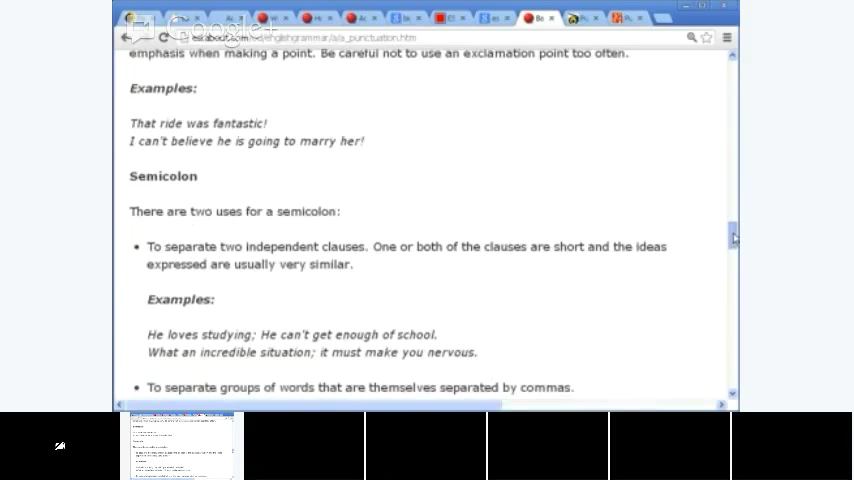 Google+
emphasis when making a point. Be careful not to use an exclamation point too often.
Examples:
That ride was fantastic!
I can't believe he is going to marry her!
Semicolon
There are two uses for a semicolon:
• To separate two independent clauses. One or both of the clauses are short and the ideas
expressed are usually very similar.
Examples:
He loves studying; He can't get enough of school.
What an incredible situation; it must make you nervous.
• To separate groups of words that are themselves separated by commas.